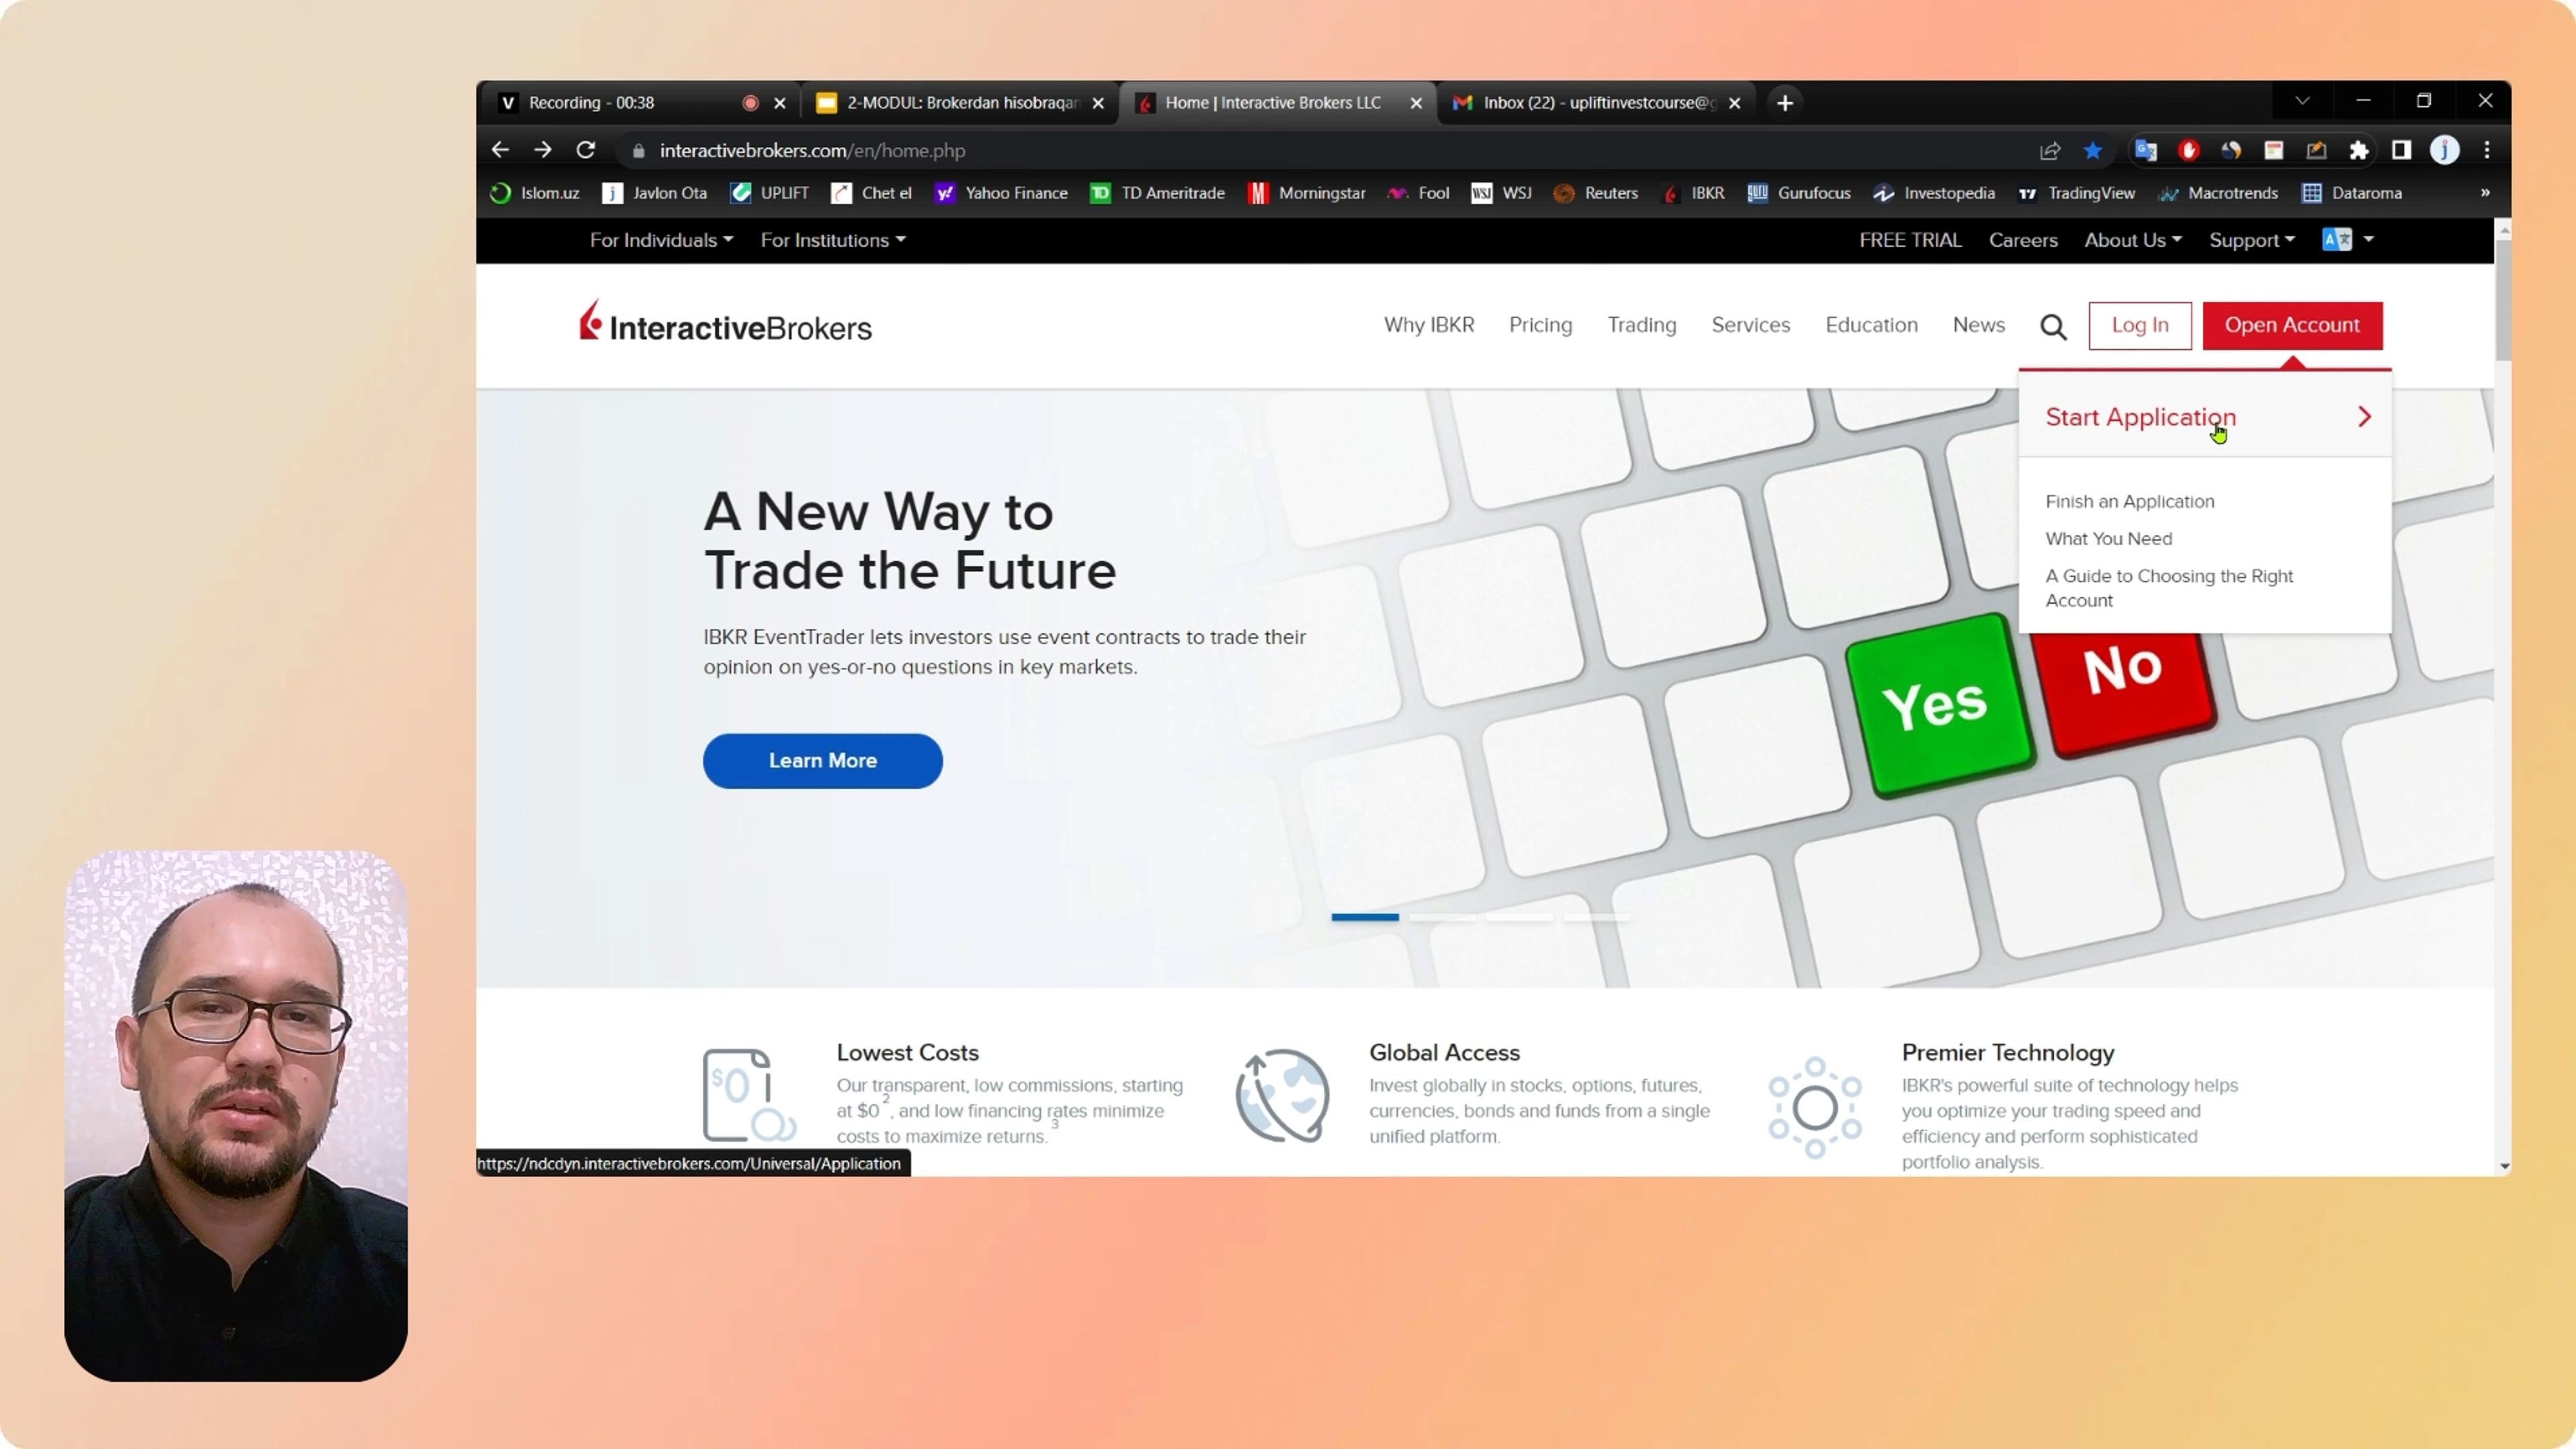 Recording - 00:38
2-MODUL: Brokerdan hisobraqan
Home | Interactive Brokers LLC
Inbox (22) - upliftinvestcourse@g
interactivebrokers.com/en/home.php
Islom.uz
Javlon Ota
UPLIFT
Chet el
Yahoo Finance
TD Ameritrade
Morningstar
Fool
WSJ
Reuters
IBKR
Gurufocus
Investopedia
TradingView
Macrotrends
Dataroma
»
For Individuals
For Institutions
FREE TRIAL
Careers
About Us
Support
InteractiveBrokers
Why IBKR
Pricing
Trading
Services
Education
News
Log In
Open Account
Start Application
Finish an Application
What You Need
A Guide to Choosing the Right
Account
A New Way to
Trade the Future
IBKR EventTrader lets investors use event contracts to trade their
opinion on yes-or-no questions in key markets.
Learn More
Yes
No
Lowest Costs
Our transparent, low commissions, starting
at $0 2, and low financing rates minimize
costs to maximize returns. 3
Global Access
Invest globally in stocks, options, futures,
currencies, bonds and funds from a single
unified platform.
Premier Technology
IBKR's powerful suite of technology helps
you optimize your trading speed and
efficiency and perform sophisticated
portfolio analysis.
https://ndcdyn.interactivebrokers.com/Universal/Application